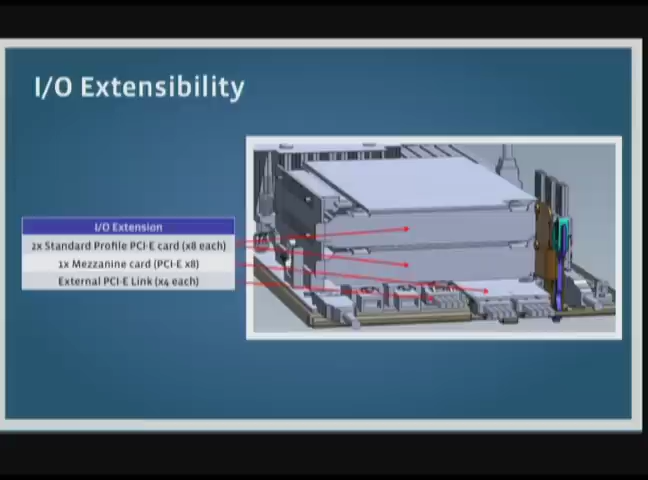 I/O Extensibility
I/O Extension
2x Standard Profile PCI-E card (x8 each)
1x Mezzanine card (PCI-E x8)
External PCI-E Link (x4 each)